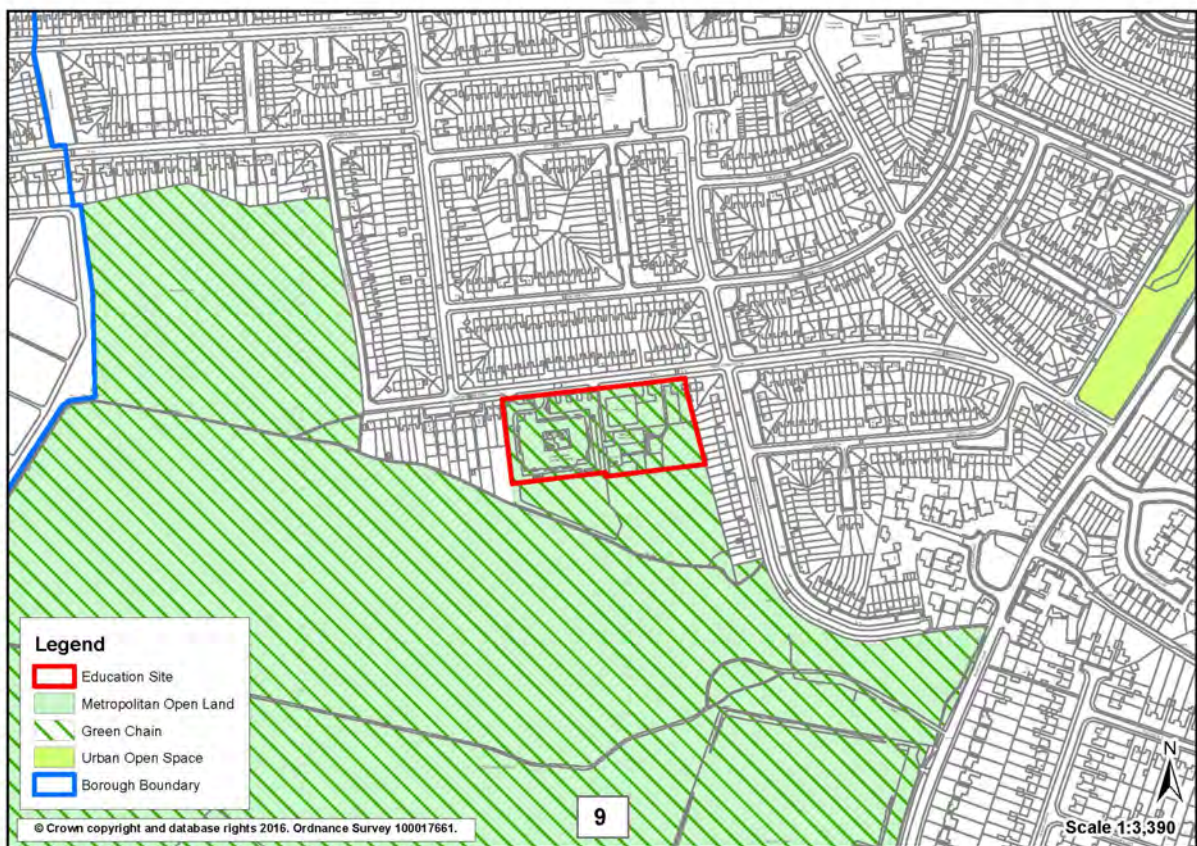 Legend
Education Site
Metropolitan Open Land
Green Chain
Urban Open Space
Borough Boundary
© Crown copyright and database rights 2016. Ordnance Survey 100017661.
9
N
Scale 1:3,390